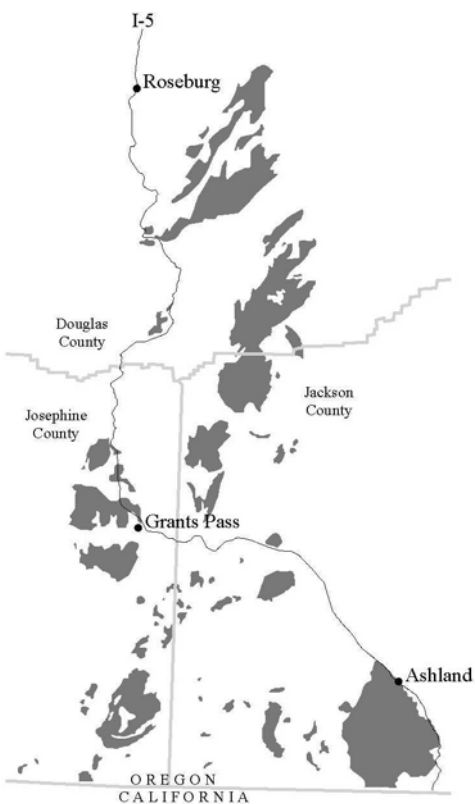 I-5
Roseburg
Douglas
County
Jackson
County
Josephine
County
Grants Pass
Ashland
OREGON
CALIFORNIA